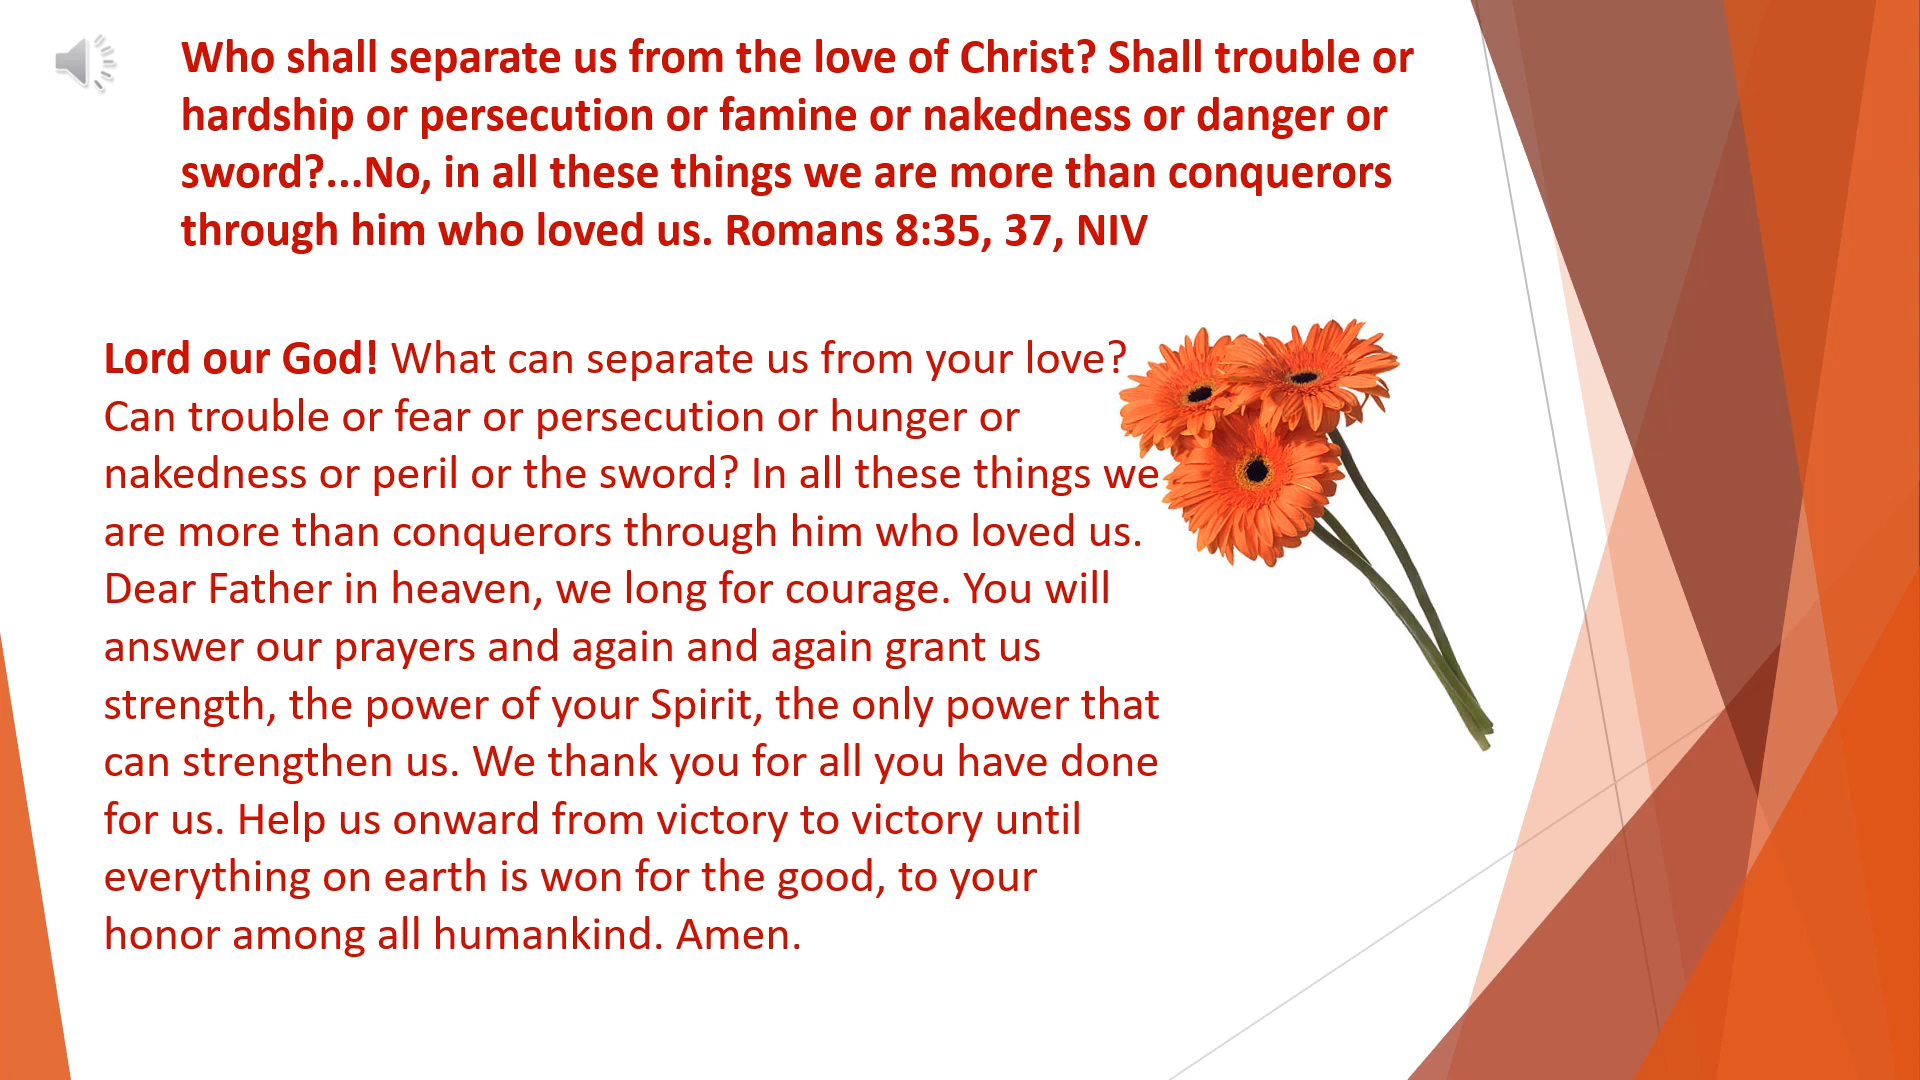 Who shall separate us from the love of Christ? Shall trouble or
hardship or persecution or famine or nakedness or danger or
sword?...No, in all these things we are more than conquerors
through him who loved us. Romans 8:35, 37, NIV
Lord our God! What can separate us from your love?
Can trouble or fear or persecution or hunger or
nakedness or peril or the sword? In all these things we
are more than conquerors through him who loved us.
Dear Father in heaven, we long for courage. You will
answer our prayers and again and again grant us
strength, the power of your Spirit, the only power that
can strengthen us. We thank you for all you have done
for us. Help us onward from victory to victory until
everything on earth is won for the good, to your
honor among all humankind. Amen.